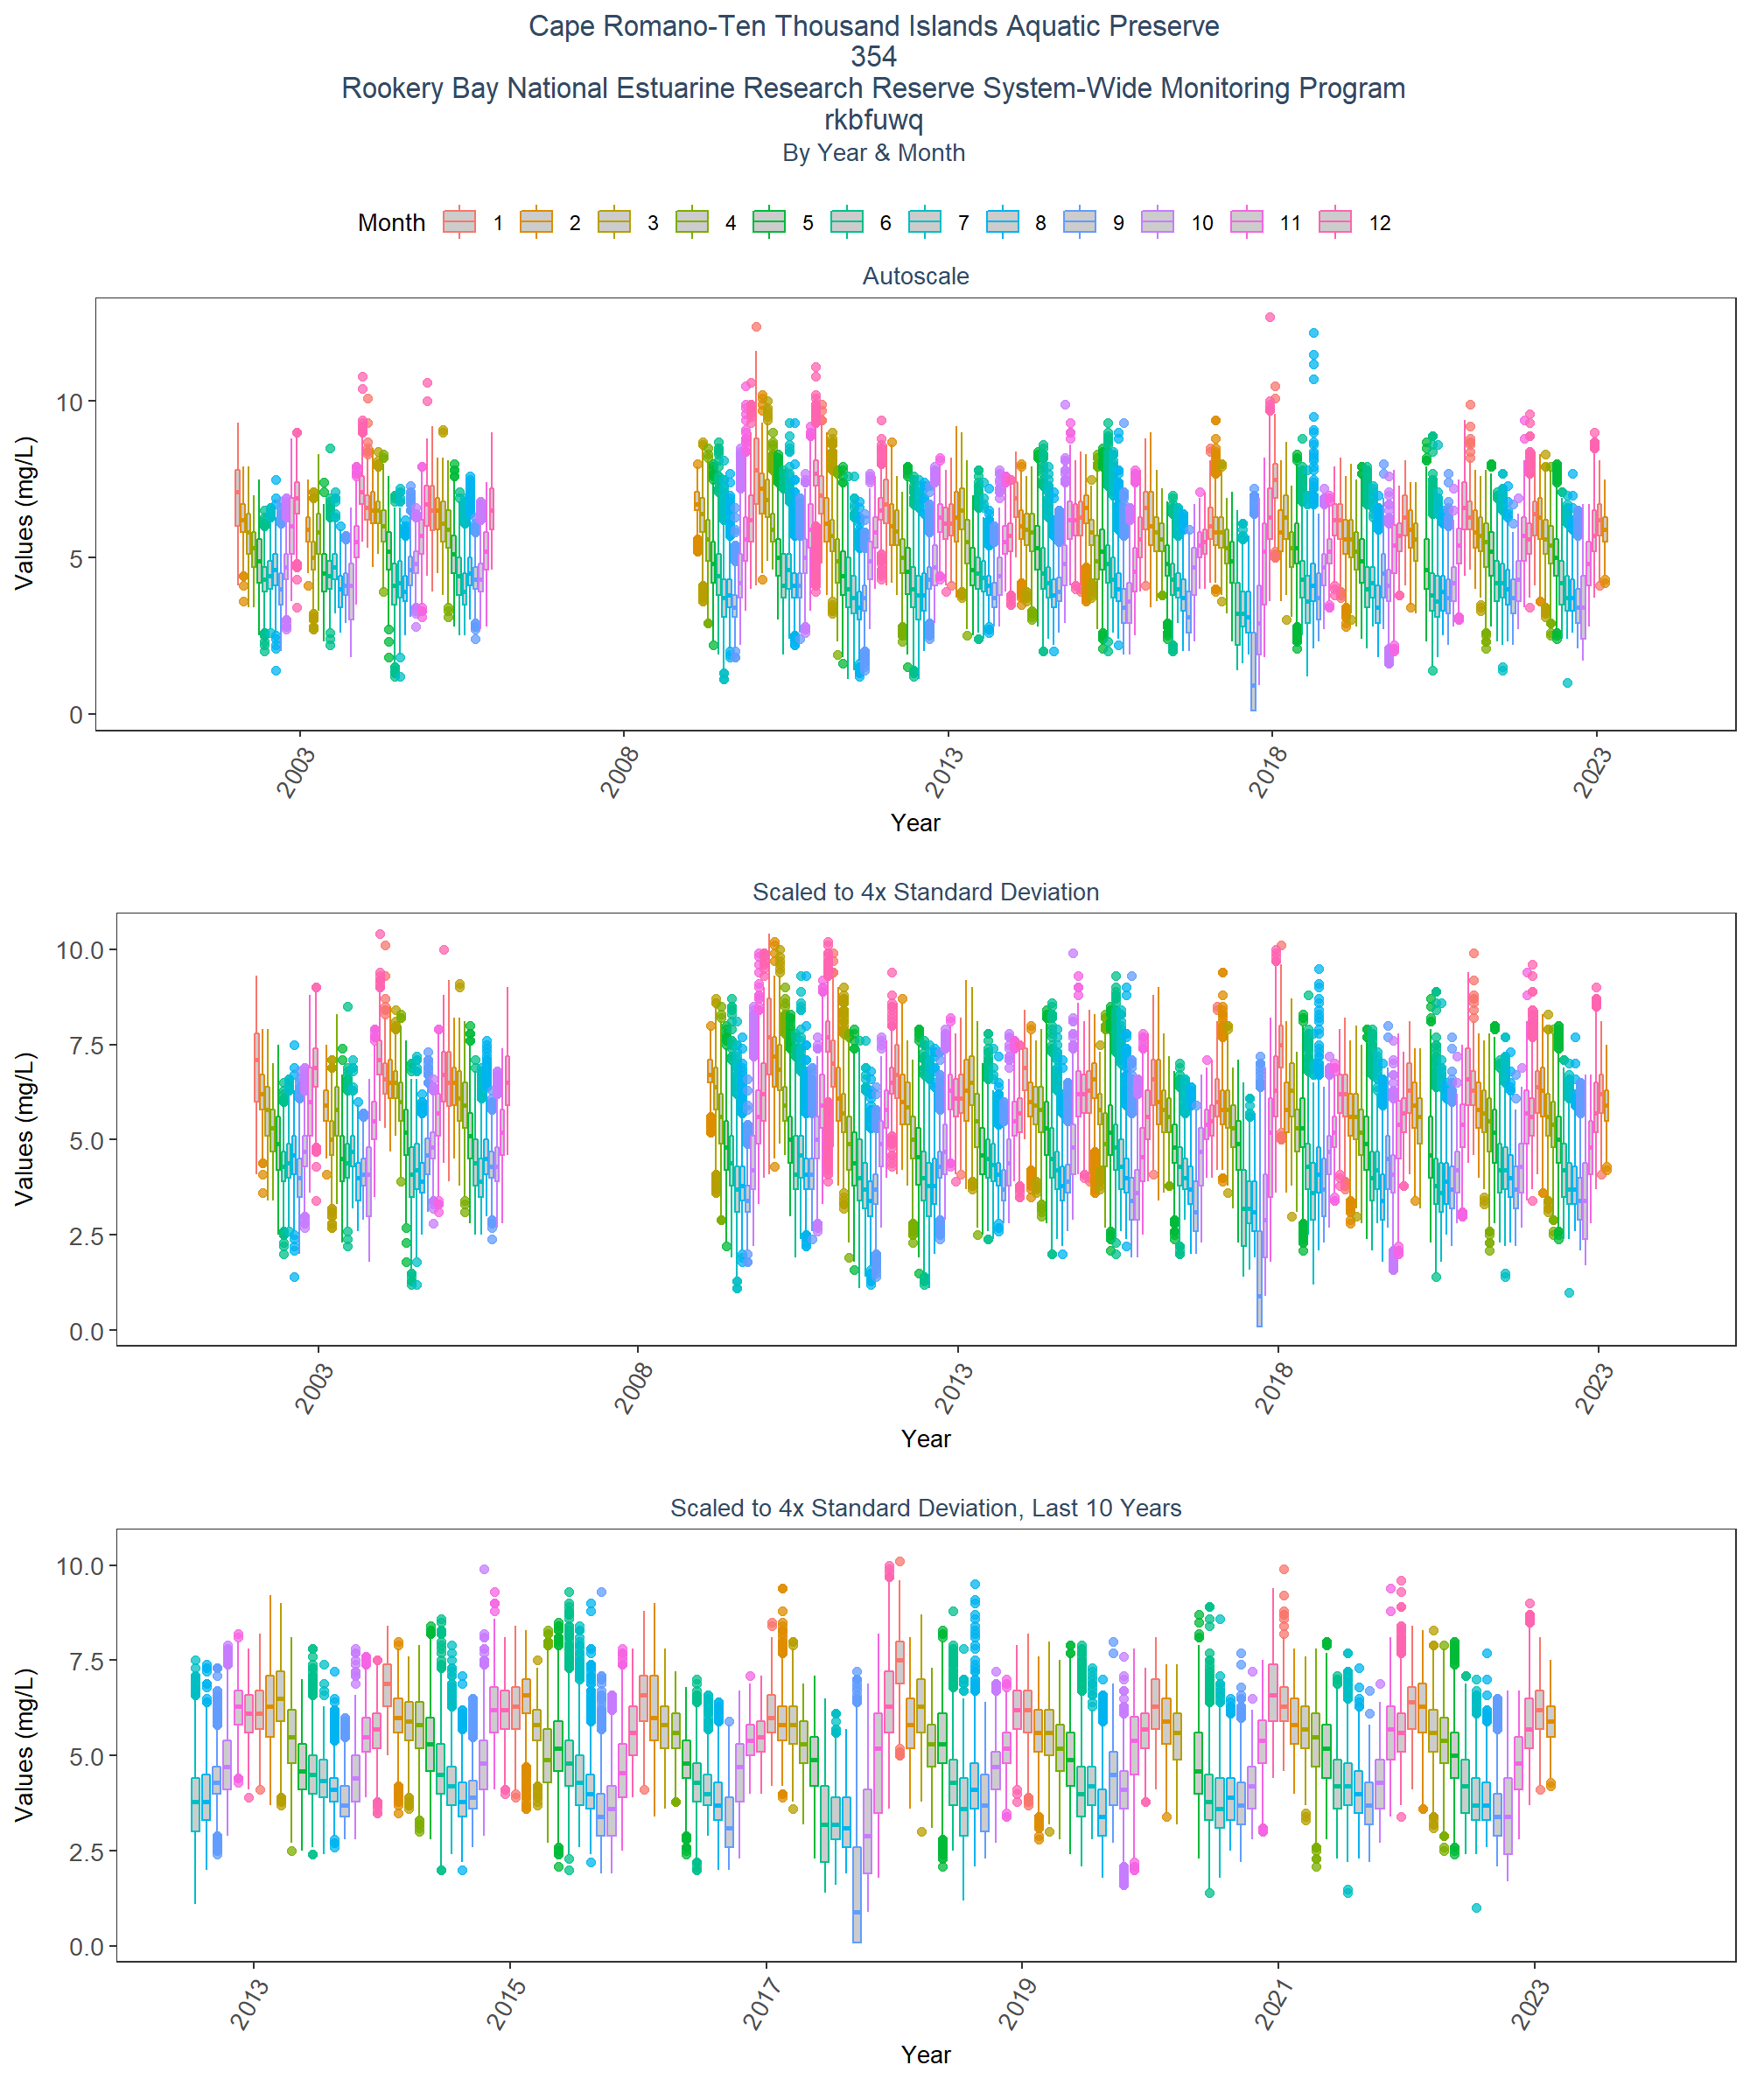 Cape Romano-Ten Thousand Islands Aquatic Preserve
354
Rookery Bay National Estuarine Research Reserve System-Wide Monitoring Program
rkbfuwq
By Year & Month
Month 1 2 3 4 5 6 7 8 9 10 11 12
Autoscale
Values (mg/L)
10
5
0
2003 2008 2013 2018 2023
Year
Scaled to 4x Standard Deviation
Values (mg/L)
10.0
7.5
5.0
2.5
0.0
2003 2008 2013 2018 2023
Year
Scaled to 4x Standard Deviation, Last 10 Years
Values (mg/L)
10.0
7.5
5.0
2.5
0.0
2013 2015 2017 2019 2021 2023
Year